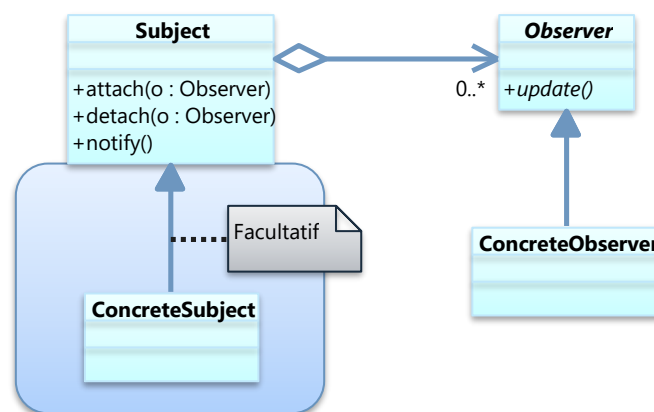 Subject
+attach(o : Observer)
+detach(o : Observer)
+notify()
Observer
0..*
+update()
Facultatif
ConcreteSubject
ConcreteObserver